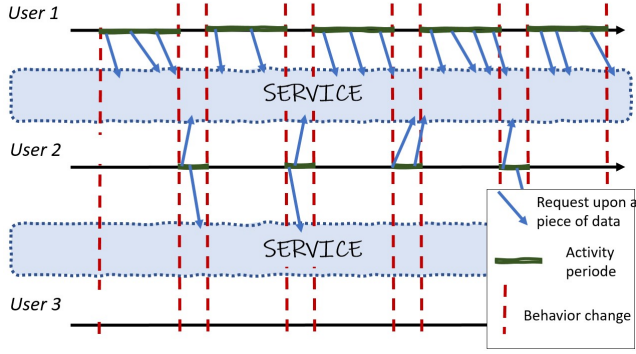 User 1
SERVICE
User 2
Request upon a
piece of data
SERVICE
Activity
periode
User 3
Behavior change